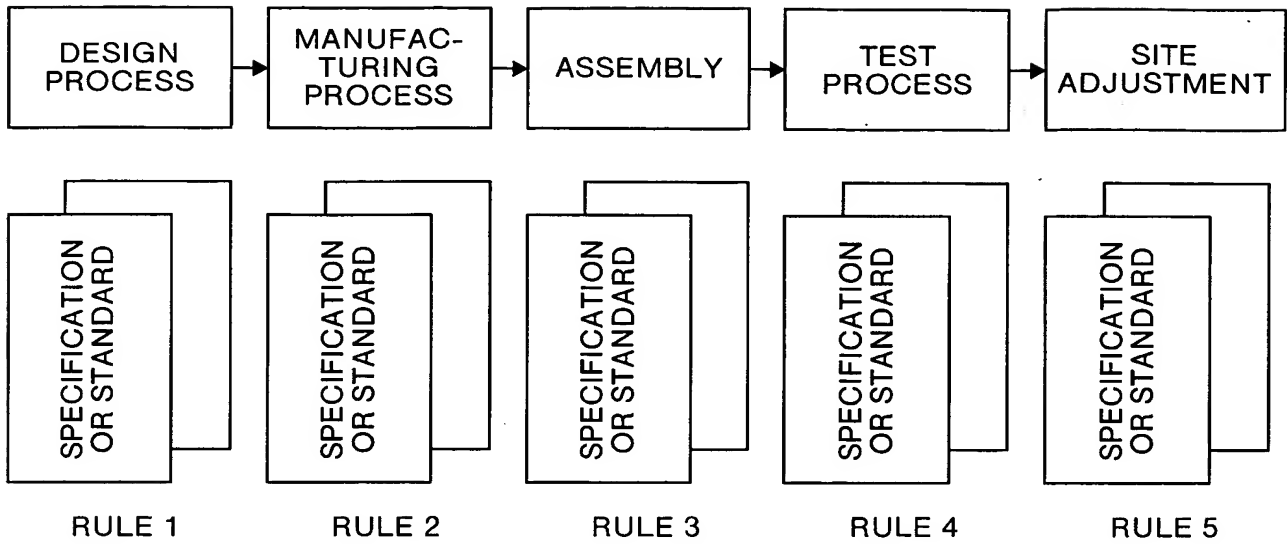 DESIGN
PROCESS
MANUFAC-
TURING
PROCESS
ASSEMBLY
TEST
PROCESS
SITE
ADJUSTMENT
SPECIFICATION
OR STANDARD
SPECIFICATION
OR STANDARD
SPECIFICATION
OR STANDARD
SPECIFICATION
OR STANDARD
SPECIFICATION
OR STANDARD
RULE 1
RULE 2
RULE 3
RULE 4
RULE 5